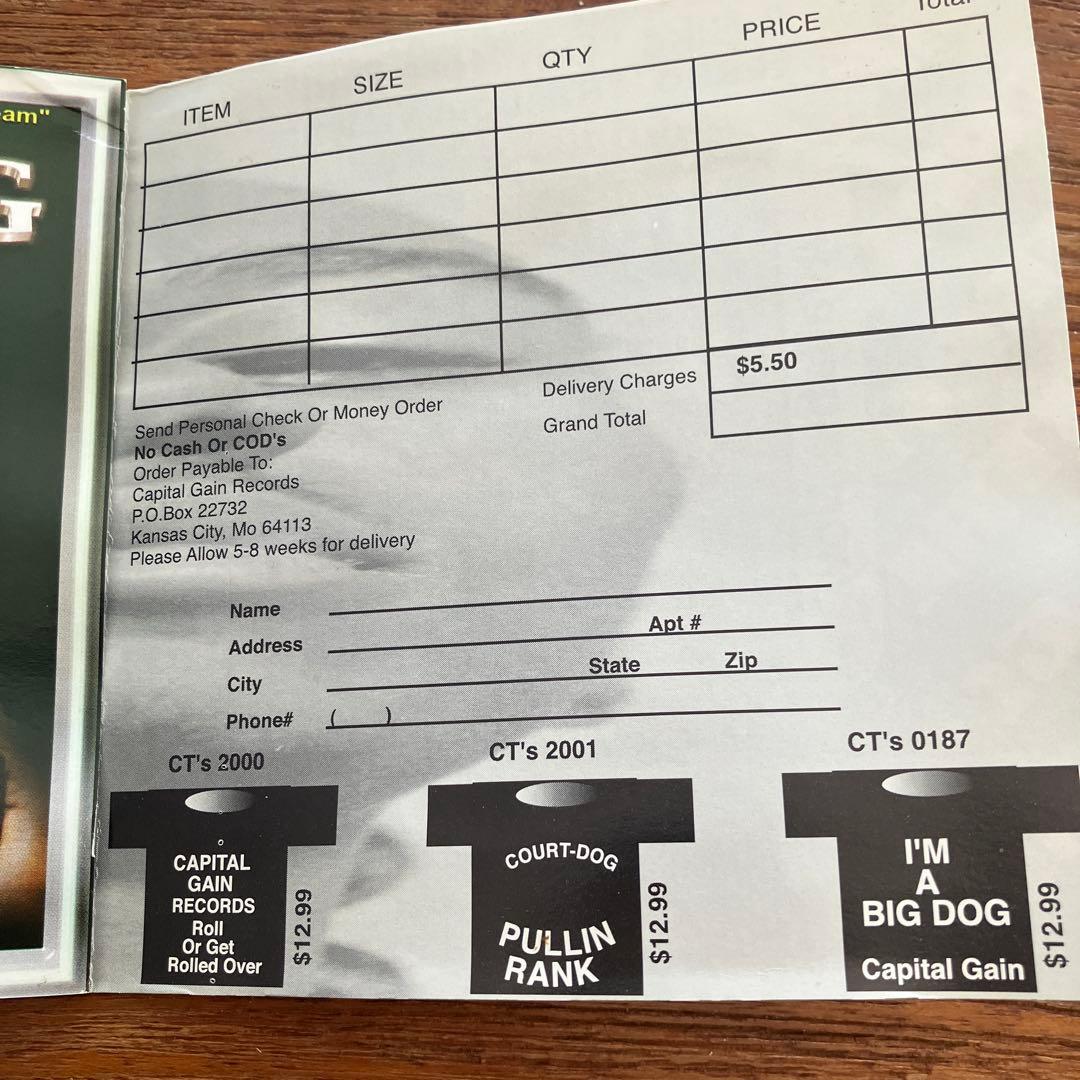 am"
G
ITEM SIZE QTY PRICE Total
Delivery Charges $5.50
Grand Total
Send Personal Check Or Money Order
No Cash Or COD's
Order Payable To:
Capital Gain Records
P.O.Box 22732
Kansas City, Mo 64113
Please Allow 5-8 weeks for delivery
Name
Address Apt #
City State Zip
Phone# ( )
CT's 2000
CAPITAL
GAIN
RECORDS
Roll
Or Get
Rolled Over
$12.99
CT's 2001
COURT-DOG
PULLIN
RANK
$12.99
CT's 0187
I'M
A
BIG DOG
Capital Gain
$12.99